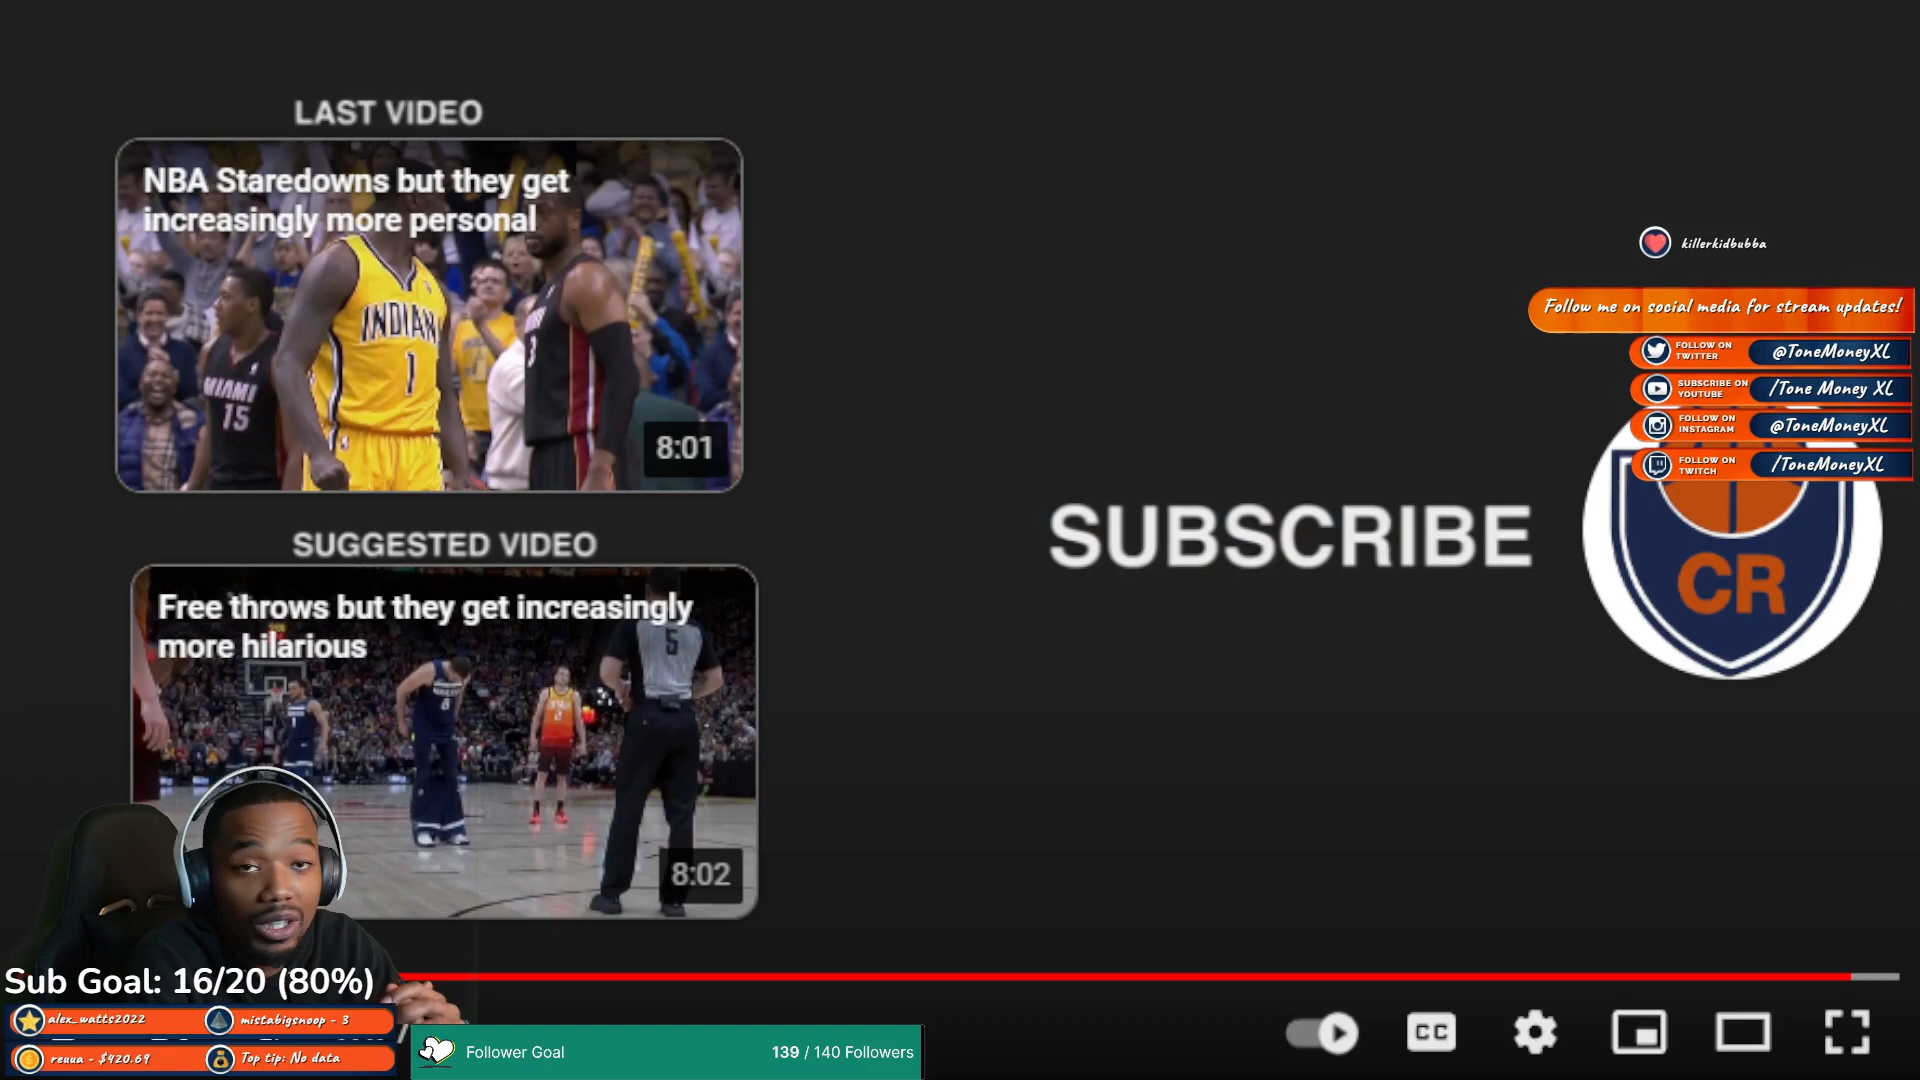 LAST VIDEO
NBA Staredowns but they get
increasingly more personal
INDIANA
1
MIAMI
15
3
8:01
SUGGESTED VIDEO
Free throws but they get increasingly
more hilarious
5
8:02
SUBSCRIBE
CR
killerkidbubba
Follow me on social media for stream updates!
FOLLOW ON
TWITTER
@ToneMoneyXL
SUBSCRIBE ON
YOUTUBE
/Tone Money XL
FOLLOW ON
INSTAGRAM
@ToneMoneyXL
FOLLOW ON
TWITCH
/ToneMoneyXL
Sub Goal: 16/20 (80%)
alex_watts2022
mistabigsnoop - 3
reuua - $420.69
Top tip: No data
Follower Goal
139 / 140 Followers
CC